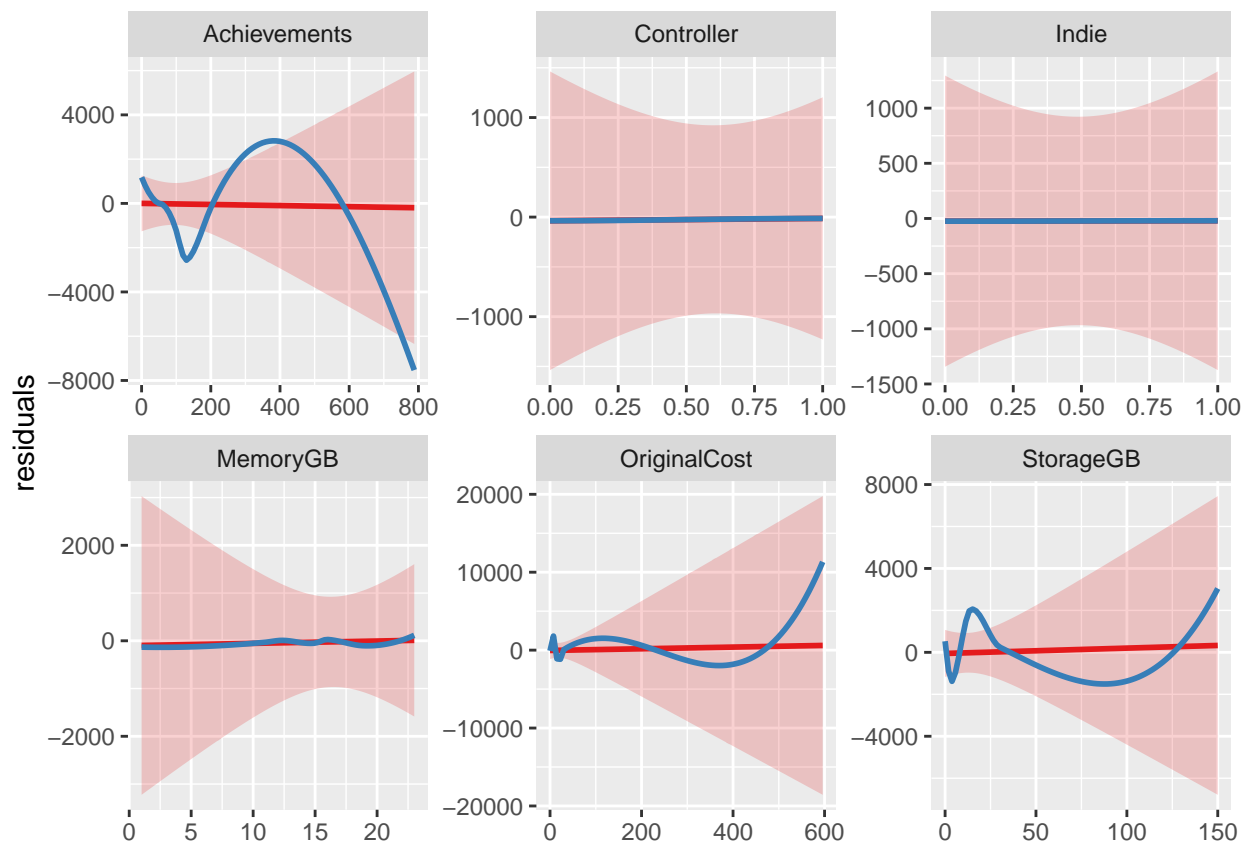 Achievements
Controller
Indie
4000
0
−4000
−8000
1000
0
−1000
1000
500
0
−500
−1000
−1500
0 200 400 600 800
0.00 0.25 0.50 0.75 1.00
0.00 0.25 0.50 0.75 1.00
residuals
MemoryGB
OriginalCost
StorageGB
2000
0
−2000
20000
10000
0
−10000
−20000
8000
4000
0
−4000
0 5 10 15 20
0 200 400 600
0 50 100 150